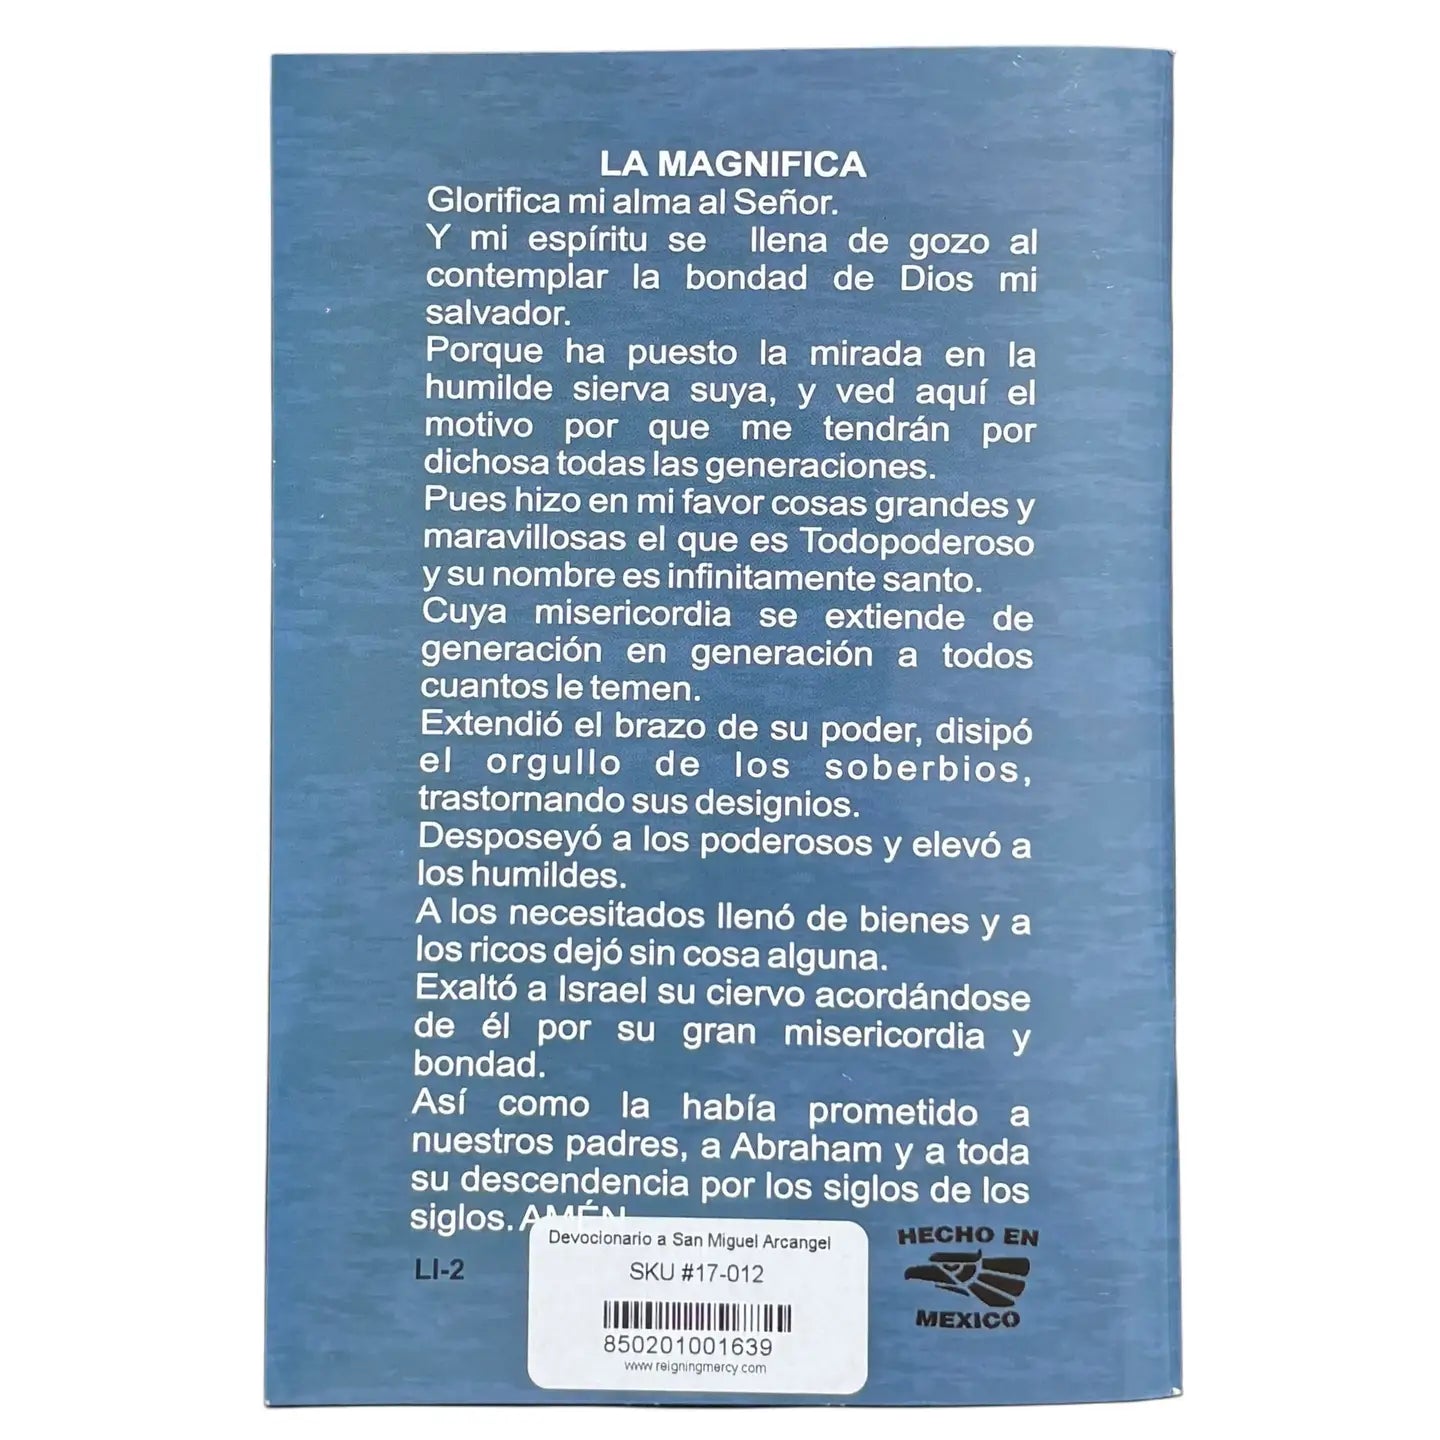 LA MAGNIFICA
Glorifica mi alma al Señor.
Y mi espíritu se llena de gozo al
contemplar la bondad de Dios mi
salvador.
Porque ha puesto la mirada en la
humilde sierva suya, y ved aquí el
motivo por que me tendrán por
dichosa todas las generaciones.
Pues hizo en mi favor cosas grandes y
maravillosas el que es Todopoderoso
y su nombre es infinitamente santo.
Cuya misericordia se extiende de
generación en generación a todos
cuantos le temen.
Extendió el brazo de su poder, disipó
el orgullo de los soberbios,
trastornando sus designios.
Desposeyó a los poderosos y elevó a
los humildes.
A los necesitados llenó de bienes y a
los ricos dejó sin cosa alguna.
Exaltó a Israel su ciervo acordándose
de él por su gran misericordia y
bondad.
Así como la había prometido a
nuestros padres, a Abraham y a toda
su descendencia por los siglos de los
siglos. AMÉN
LI-2
Devocionario a San Miguel Arcangel
SKU #17-012
850201001639
www.reigningmercy.com
HECHO EN
MEXICO